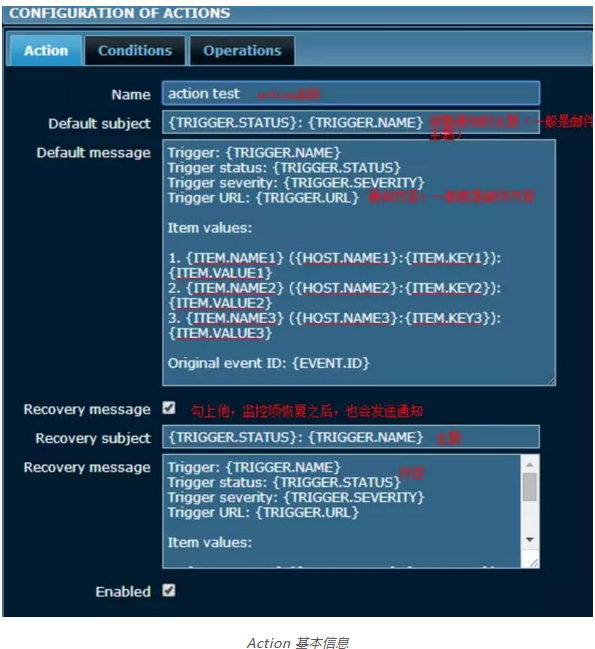 CONFIGURATION OF ACTIONS
Action Conditions Operations
Name action test action名称
Default subject {TRIGGER.STATUS}: {TRIGGER.NAME} (一般是邮件
主题)
Default message Trigger: {TRIGGER.NAME}
Trigger status: {TRIGGER.STATUS}
Trigger severity: {TRIGGER.SEVERITY}
Trigger URL: {TRIGGER.URL} 通知内容,一般就是邮件内容
Item values:
1. {ITEM.NAME1} ({HOST.NAME1}:{ITEM.KEY1}):
{ITEM.VALUE1}
2. {ITEM.NAME2} ({HOST.NAME2}:{ITEM.KEY2}):
{ITEM.VALUE2}
3. {ITEM.NAME3} ({HOST.NAME3}:{ITEM.KEY3}):
{ITEM.VALUE3}
Original event ID: {EVENT.ID}
Recovery message 勾上他，监控项恢复之后，也会发送通知
Recovery subject {TRIGGER.STATUS}: {TRIGGER.NAME} 主题
Recovery message Trigger: {TRIGGER.NAME}
内容
Trigger status: {TRIGGER.STATUS}
Trigger severity: {TRIGGER.SEVERITY}
Trigger URL: {TRIGGER.URL}
Item values:
Enabled
Action 基本信息